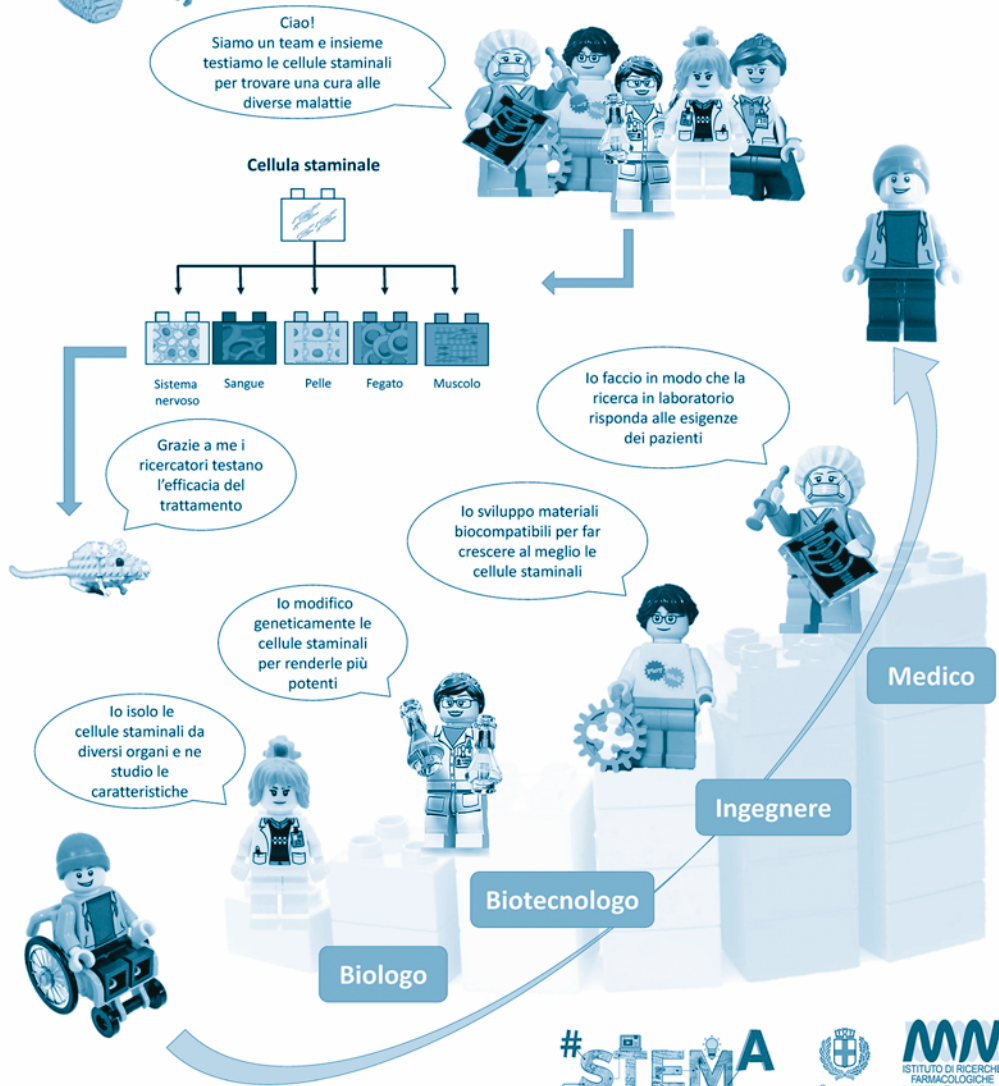 Ciao!
Siamo un team e insieme
testiamo le cellule staminali
per trovare una cura alle
diverse malattie
Cellula staminale
Sistema
nervoso
Sangue
Pelle
Fegato
Muscolo
Io faccio in modo che la
ricerca in laboratorio
risponda alle esigenze
dei pazienti
Grazie a me i
ricercatori testano
l'efficacia del
trattamento
Io sviluppo materiali
biocompatibili per far
crescere al meglio le
cellule staminali
Io modifico
geneticamente le
cellule staminali
per renderle più
potenti
Io isolo le
cellule staminali da
diversi organi e ne
studio le
caratteristiche
Medico
Ingegnere
Biotecnologo
Biologo
#STEMA
ISTITUTO DI RICERCHE
FARMACOLOGICHE